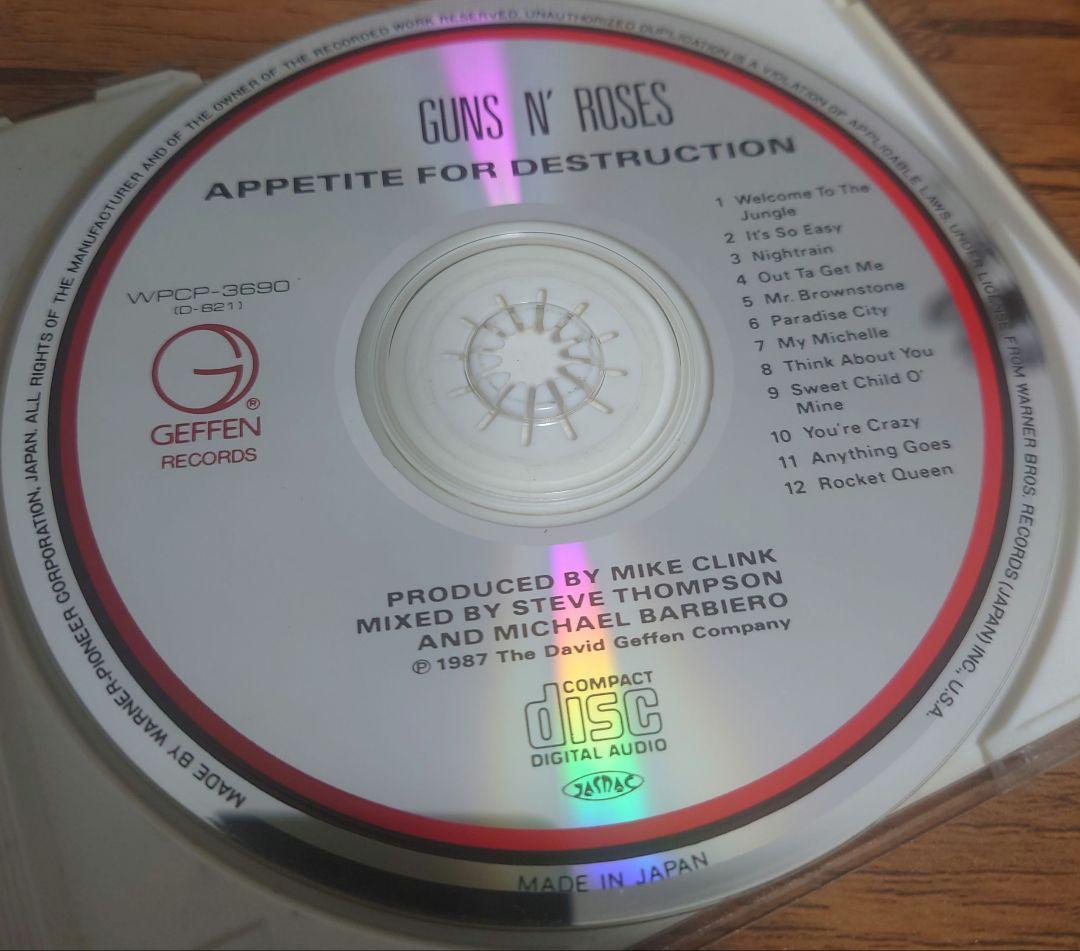 GUNS N' ROSES
APPETITE FOR DESTRUCTION
WPCP-3690
(D-621)
G
®
GEFFEN
RECORDS
1 Welcome To The
Jungle
2 It's So Easy
3 Nightrain
4 Out Ta Get Me
5 Mr. Brownstone
6 Paradise City
7 My Michelle
8 Think About You
9 Sweet Child O'
Mine
10 You're Crazy
11 Anything Goes
12 Rocket Queen
PRODUCED BY MIKE CLINK
MIXED BY STEVE THOMPSON
AND MICHAEL BARBIERO
℗ 1987 The David Geffen Company
COMPACT
disc
DIGITAL AUDIO
JASRAC
MADE BY WARNER-PIONEER CORPORATION, JAPAN. ALL RIGHTS OF THE MANUFACTURER AND OF THE OWNER OF THE RECORDED WORK RESERVED. UNAUTHORIZED DUPLICATION IS A VIOLATION OF APPLICABLE LAWS. UNDER LICENSE FROM WARNER BROS. RECORDS (JAPAN) INC., U.S.A.
MADE IN JAPAN